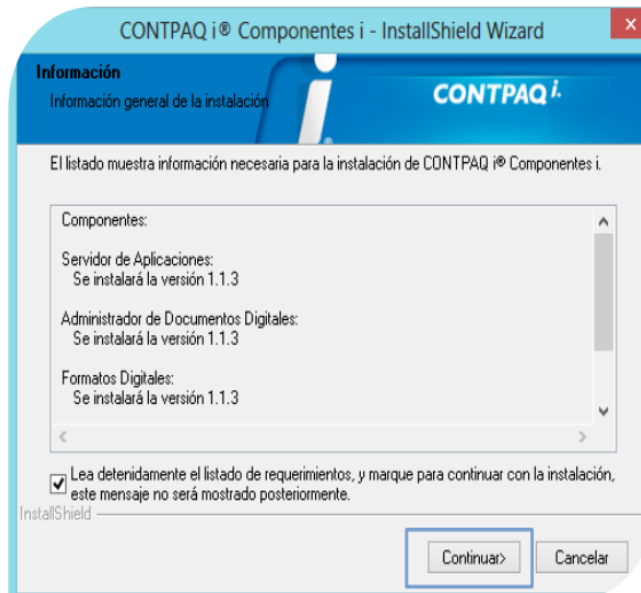 CONTPAQ i® Componentes i - InstallShield Wizard
x
Información
Información general de la instalación
CONTPAQ i.
El listado muestra información necesaria para la instalación de CONTPAQ i® Componentes i.
Componentes:
Servidor de Aplicaciones:
Se instalará la versión 1.1.3
Administrador de Documentos Digitales:
Se instalará la versión 1.1.3
Formatos Digitales:
Se instalará la versión 1.1.3
Lea detenidamente el listado de requerimientos, y marque para continuar con la instalación,
este mensaje no será mostrado posteriormente.
InstallShield
Continuar>
Cancelar